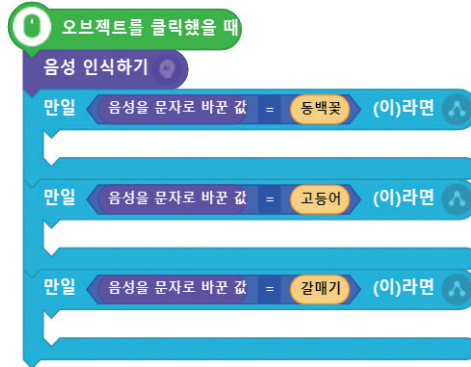 오브젝트를 클릭했을 때
음성 인식하기
만일 음성을 문자로 바꾼 값 = 동백꽃 (이)라면
만일 음성을 문자로 바꾼 값 = 고등어 (이)라면
만일 음성을 문자로 바꾼 값 = 갈매기 (이)라면